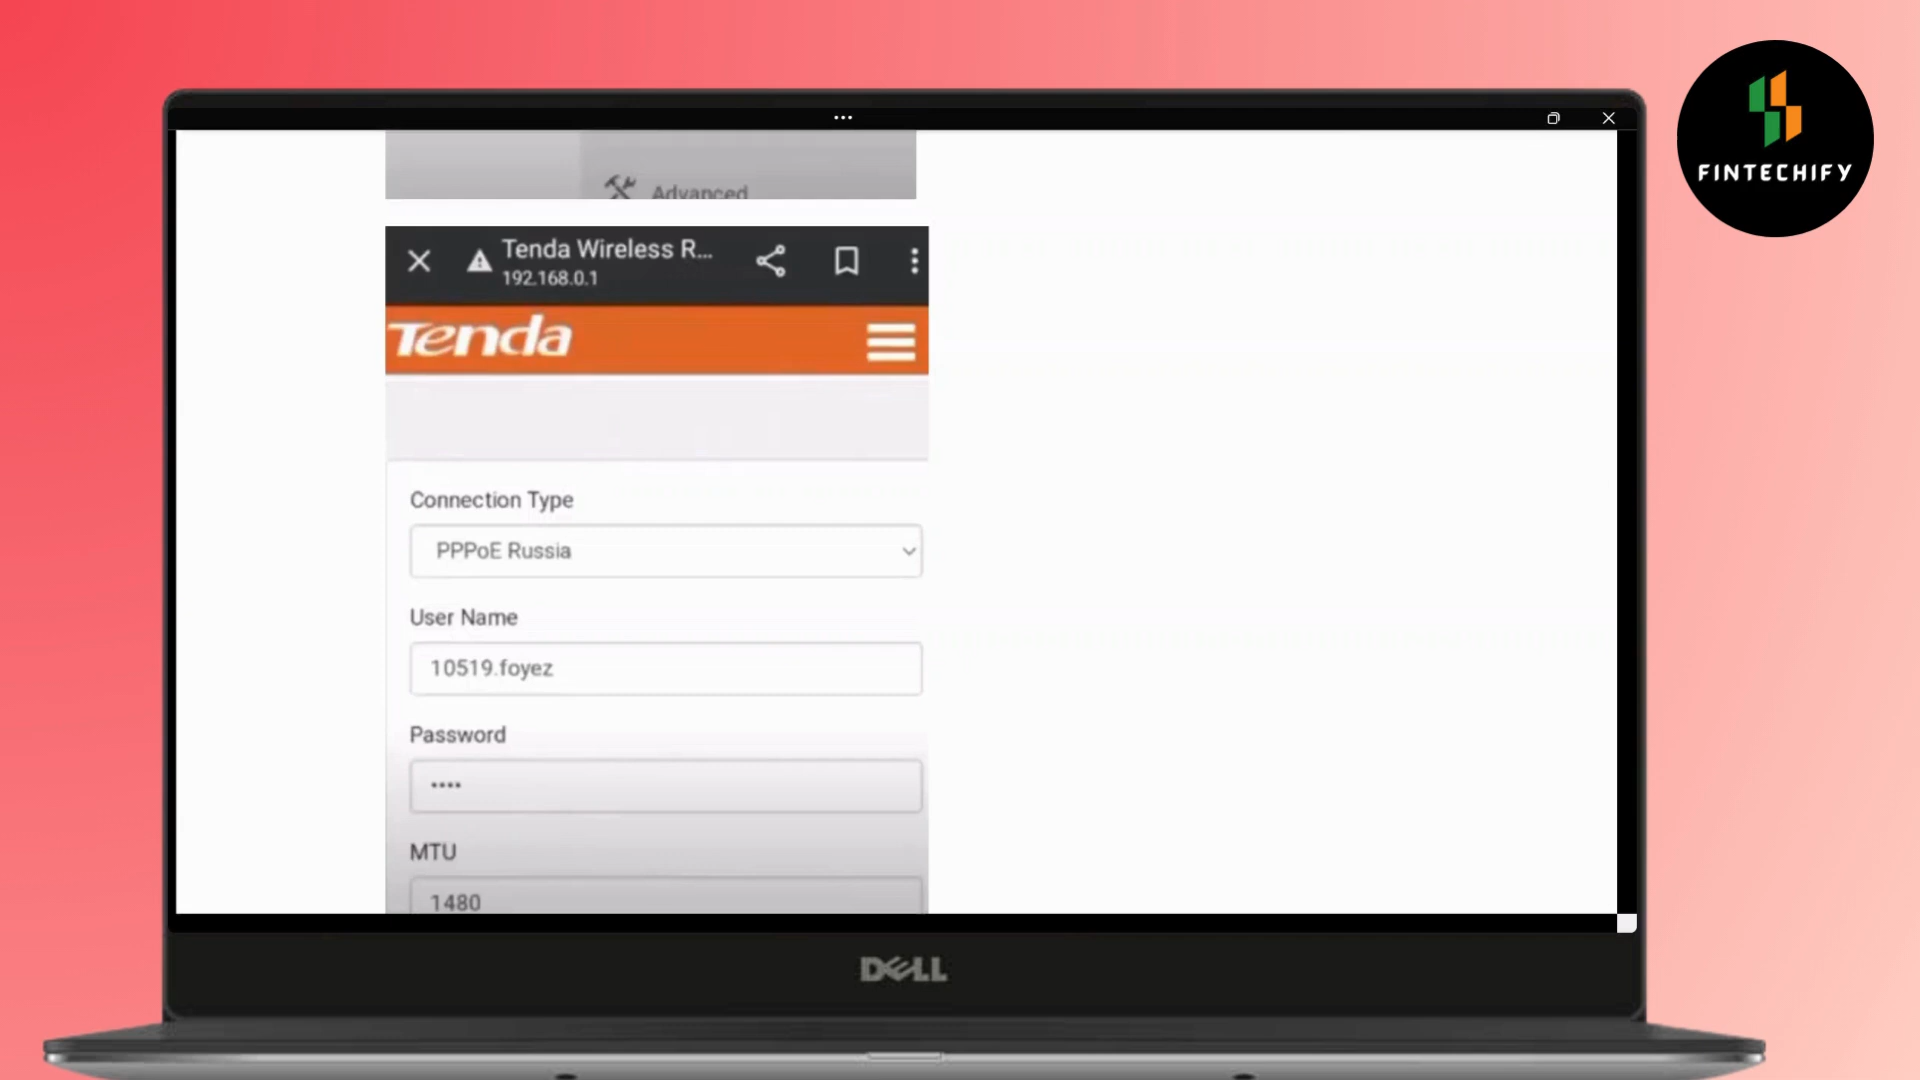 Advanced
FINTECHIFY
Tenda Wireless R...
192.168.0.1
Tenda
Connection Type
PPPoE Russia
User Name
10519.foyez
Password
••••
MTU
1480
DELL